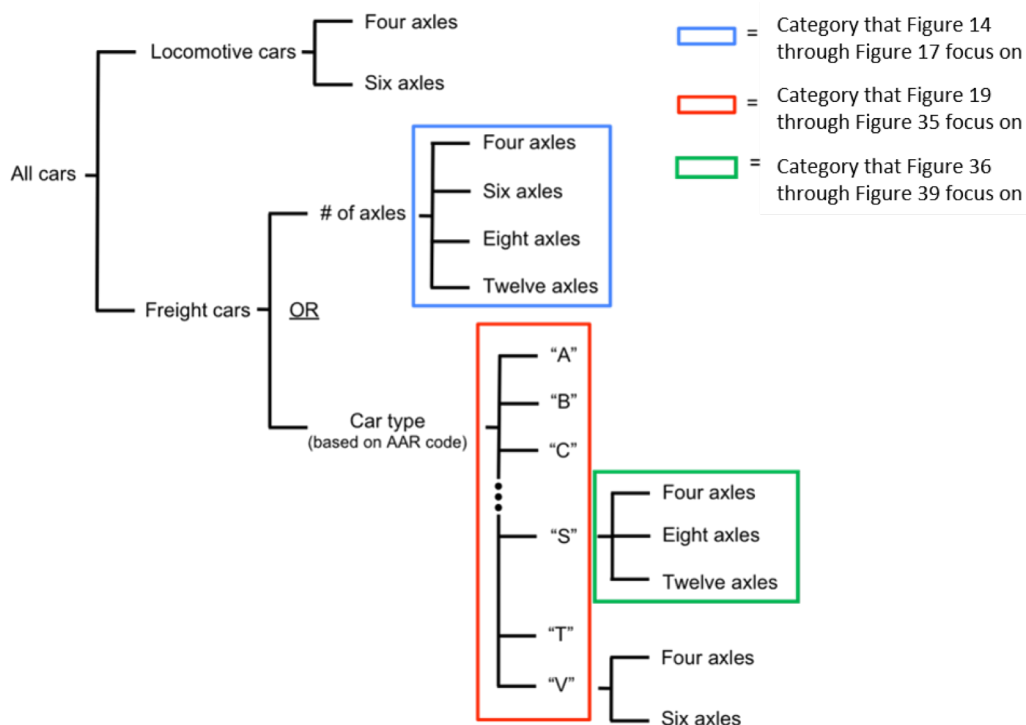 Four axles
Locomotive cars
Six axles
All cars
Four axles
Six axles
# of axles
Eight axles
Twelve axles
Freight cars
OR
“A”
“B”
Car type
(based on AAR code)
“C”
“S”
Four axles
Eight axles
Twelve axles
“T”
“V”
Four axles
Six axles
= Category that Figure 14
through Figure 17 focus on
= Category that Figure 19
through Figure 35 focus on
= Category that Figure 36
through Figure 39 focus on